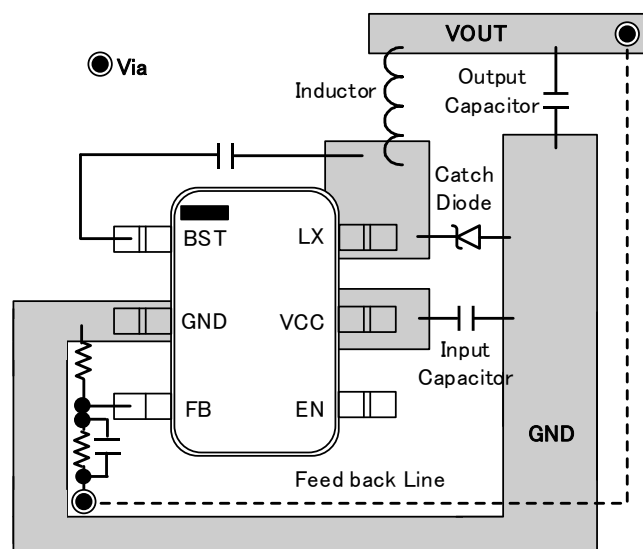 VOUT
Via
Inductor
Output
Capacitor
Catch
Diode
BST
LX
GND
VCC
Input
Capacitor
FB
EN
GND
Feed back Line